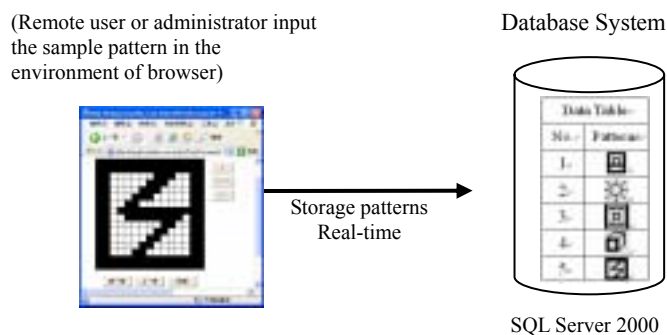 (Remote user or administrator input
the sample pattern in the
environment of browser)
Database System
Data Table
No. Patterns
1.
2.
3.
4.
5.
Storage patterns
Real-time
SQL Server 2000